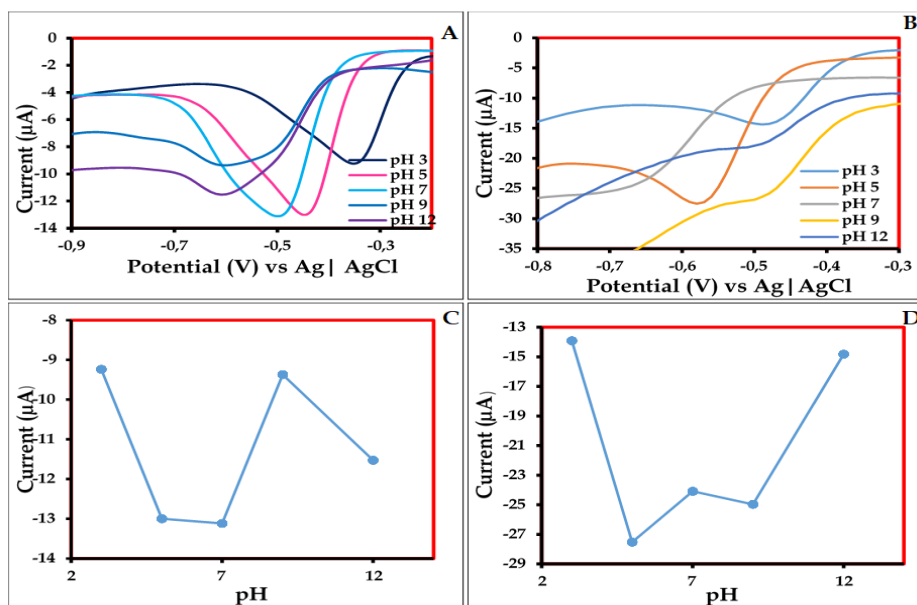 A
0
-2
-4
-6
-8
-10
-12
-14
Current (µA)
-0,9
-0,7
-0,5
-0,3
Potential (V) vs Ag| AgCl
pH 3
pH 5
pH 7
pH 9
pH 12
B
0
-5
-10
-15
-20
-25
-30
-35
Current (µA)
-0,8
-0,7
-0,6
-0,5
-0,4
-0,3
Potential (V) vs Ag|AgCl
pH 3
pH 5
pH 7
pH 9
pH 12
C
-8
-9
-10
-11
-12
-13
-14
Current (µA)
2
7
12
pH
D
-13
-15
-17
-19
-21
-23
-25
-27
-29
Current (µA)
2
7
12
pH